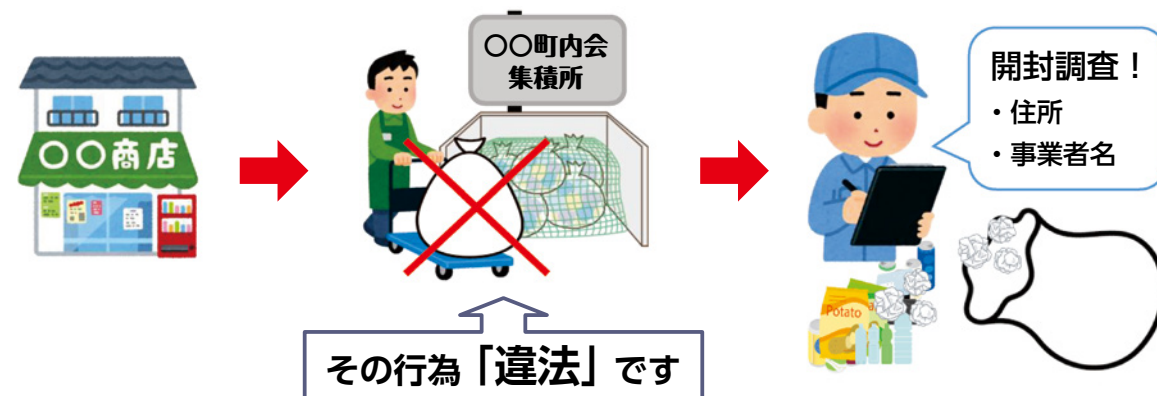 〇〇商店
〇〇町内会
集積所
開封調査！
・住所
・事業者名
Potato
その行為「違法」です